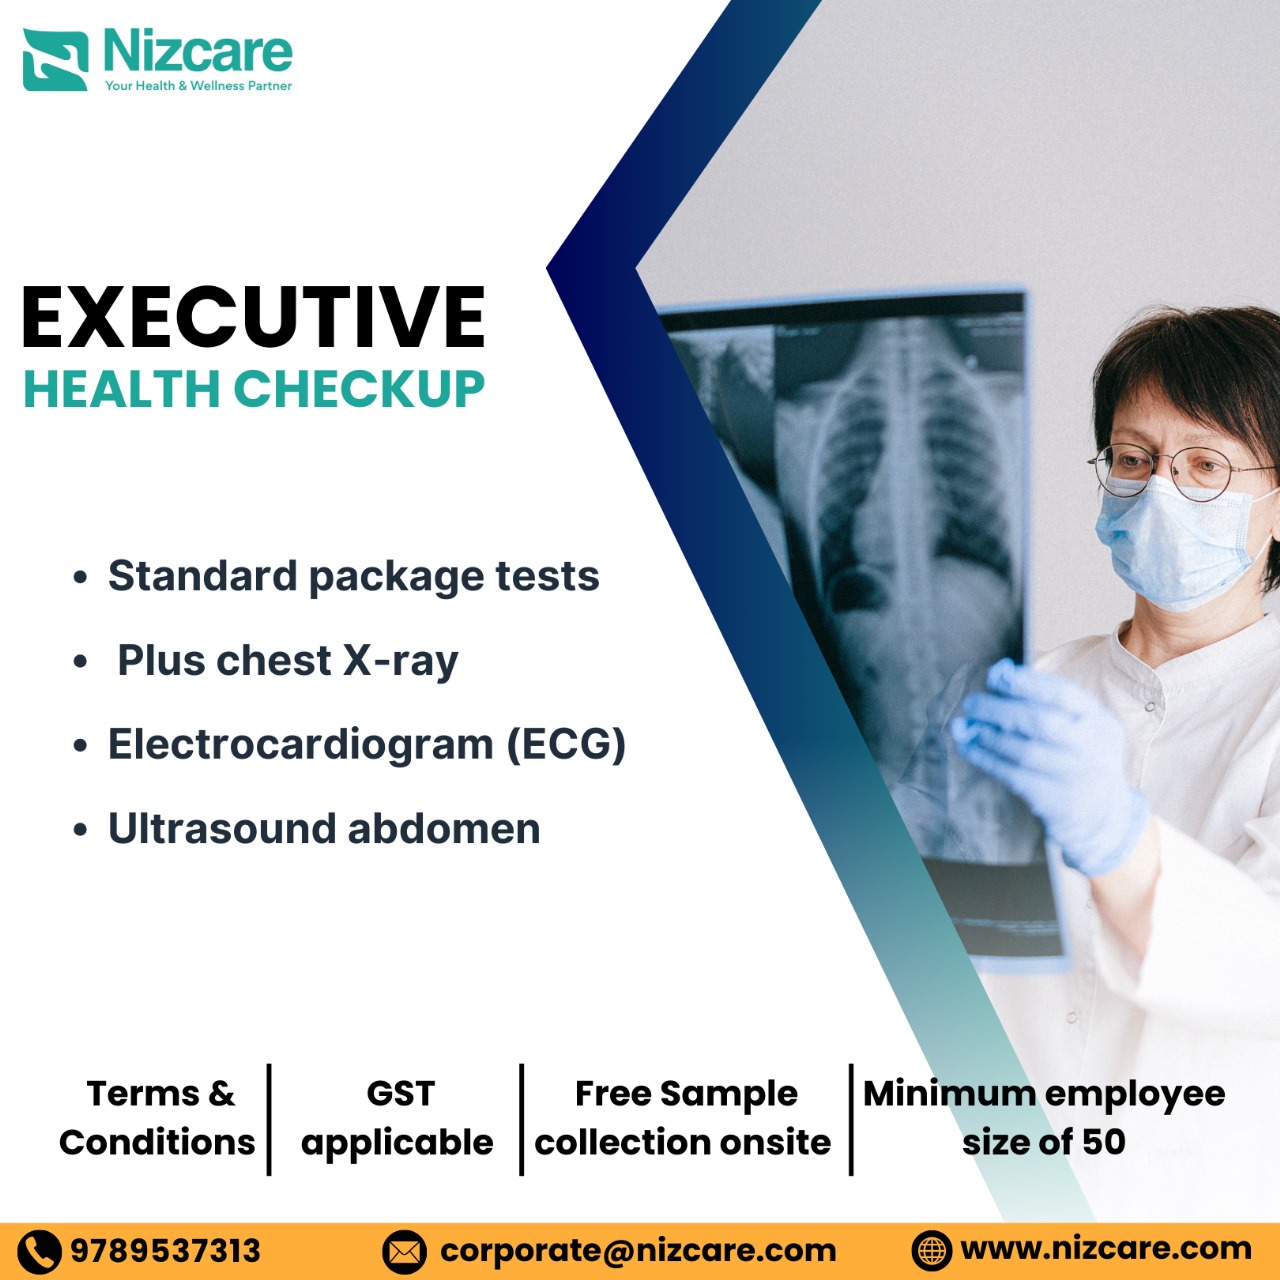 Nizcare
Your Health & Wellness Partner
EXECUTIVE
HEALTH CHECKUP
• Standard package tests
• Plus chest X-ray
• Electrocardiogram (ECG)
• Ultrasound abdomen
Terms &
Conditions
GST
applicable
Free Sample
collection onsite
Minimum employee
size of 50
9789537313
corporate@nizcare.com
www.nizcare.com